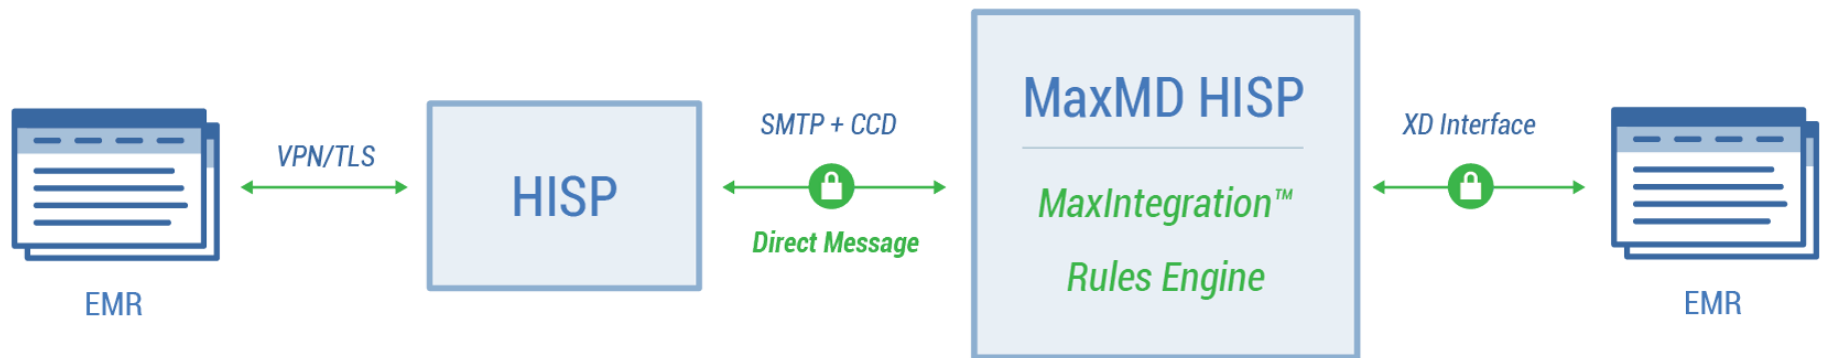 EMR
VPN/TLS
HISP
SMTP + CCD
Direct Message
MaxMD HISP
MaxIntegration™
Rules Engine
XD Interface
EMR